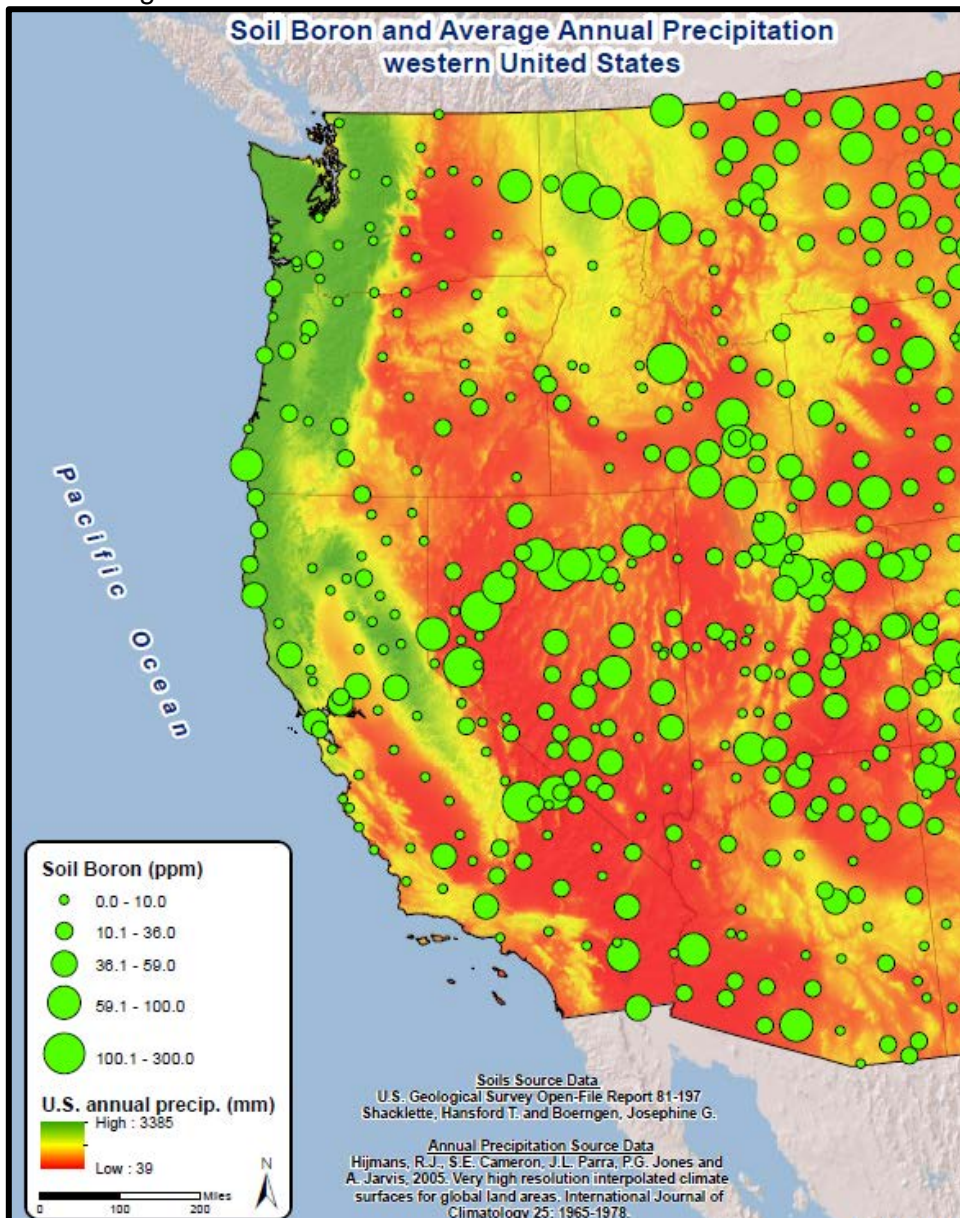 Soil Boron and Average Annual Precipitation
western United States
Pacific Ocean
Soil Boron (ppm)
0.0 - 10.0
10.1 - 36.0
36.1 - 59.0
59.1 - 100.0
100.1 - 300.0
U.S. annual precip. (mm)
High : 3385
Low : 39
N
Miles
0 100 200
Soils Source Data
U.S. Geological Survey Open-File Report 81-197
Shacklette, Hansford T. and Boerngen, Josephine G.
Annual Precipitation Source Data
Hijmans, R.J., S.E. Cameron, J.L. Parra, P.G. Jones and
A. Jarvis, 2005. Very high resolution interpolated climate
surfaces for global land areas. International Journal of
Climatology 25: 1965-1978.